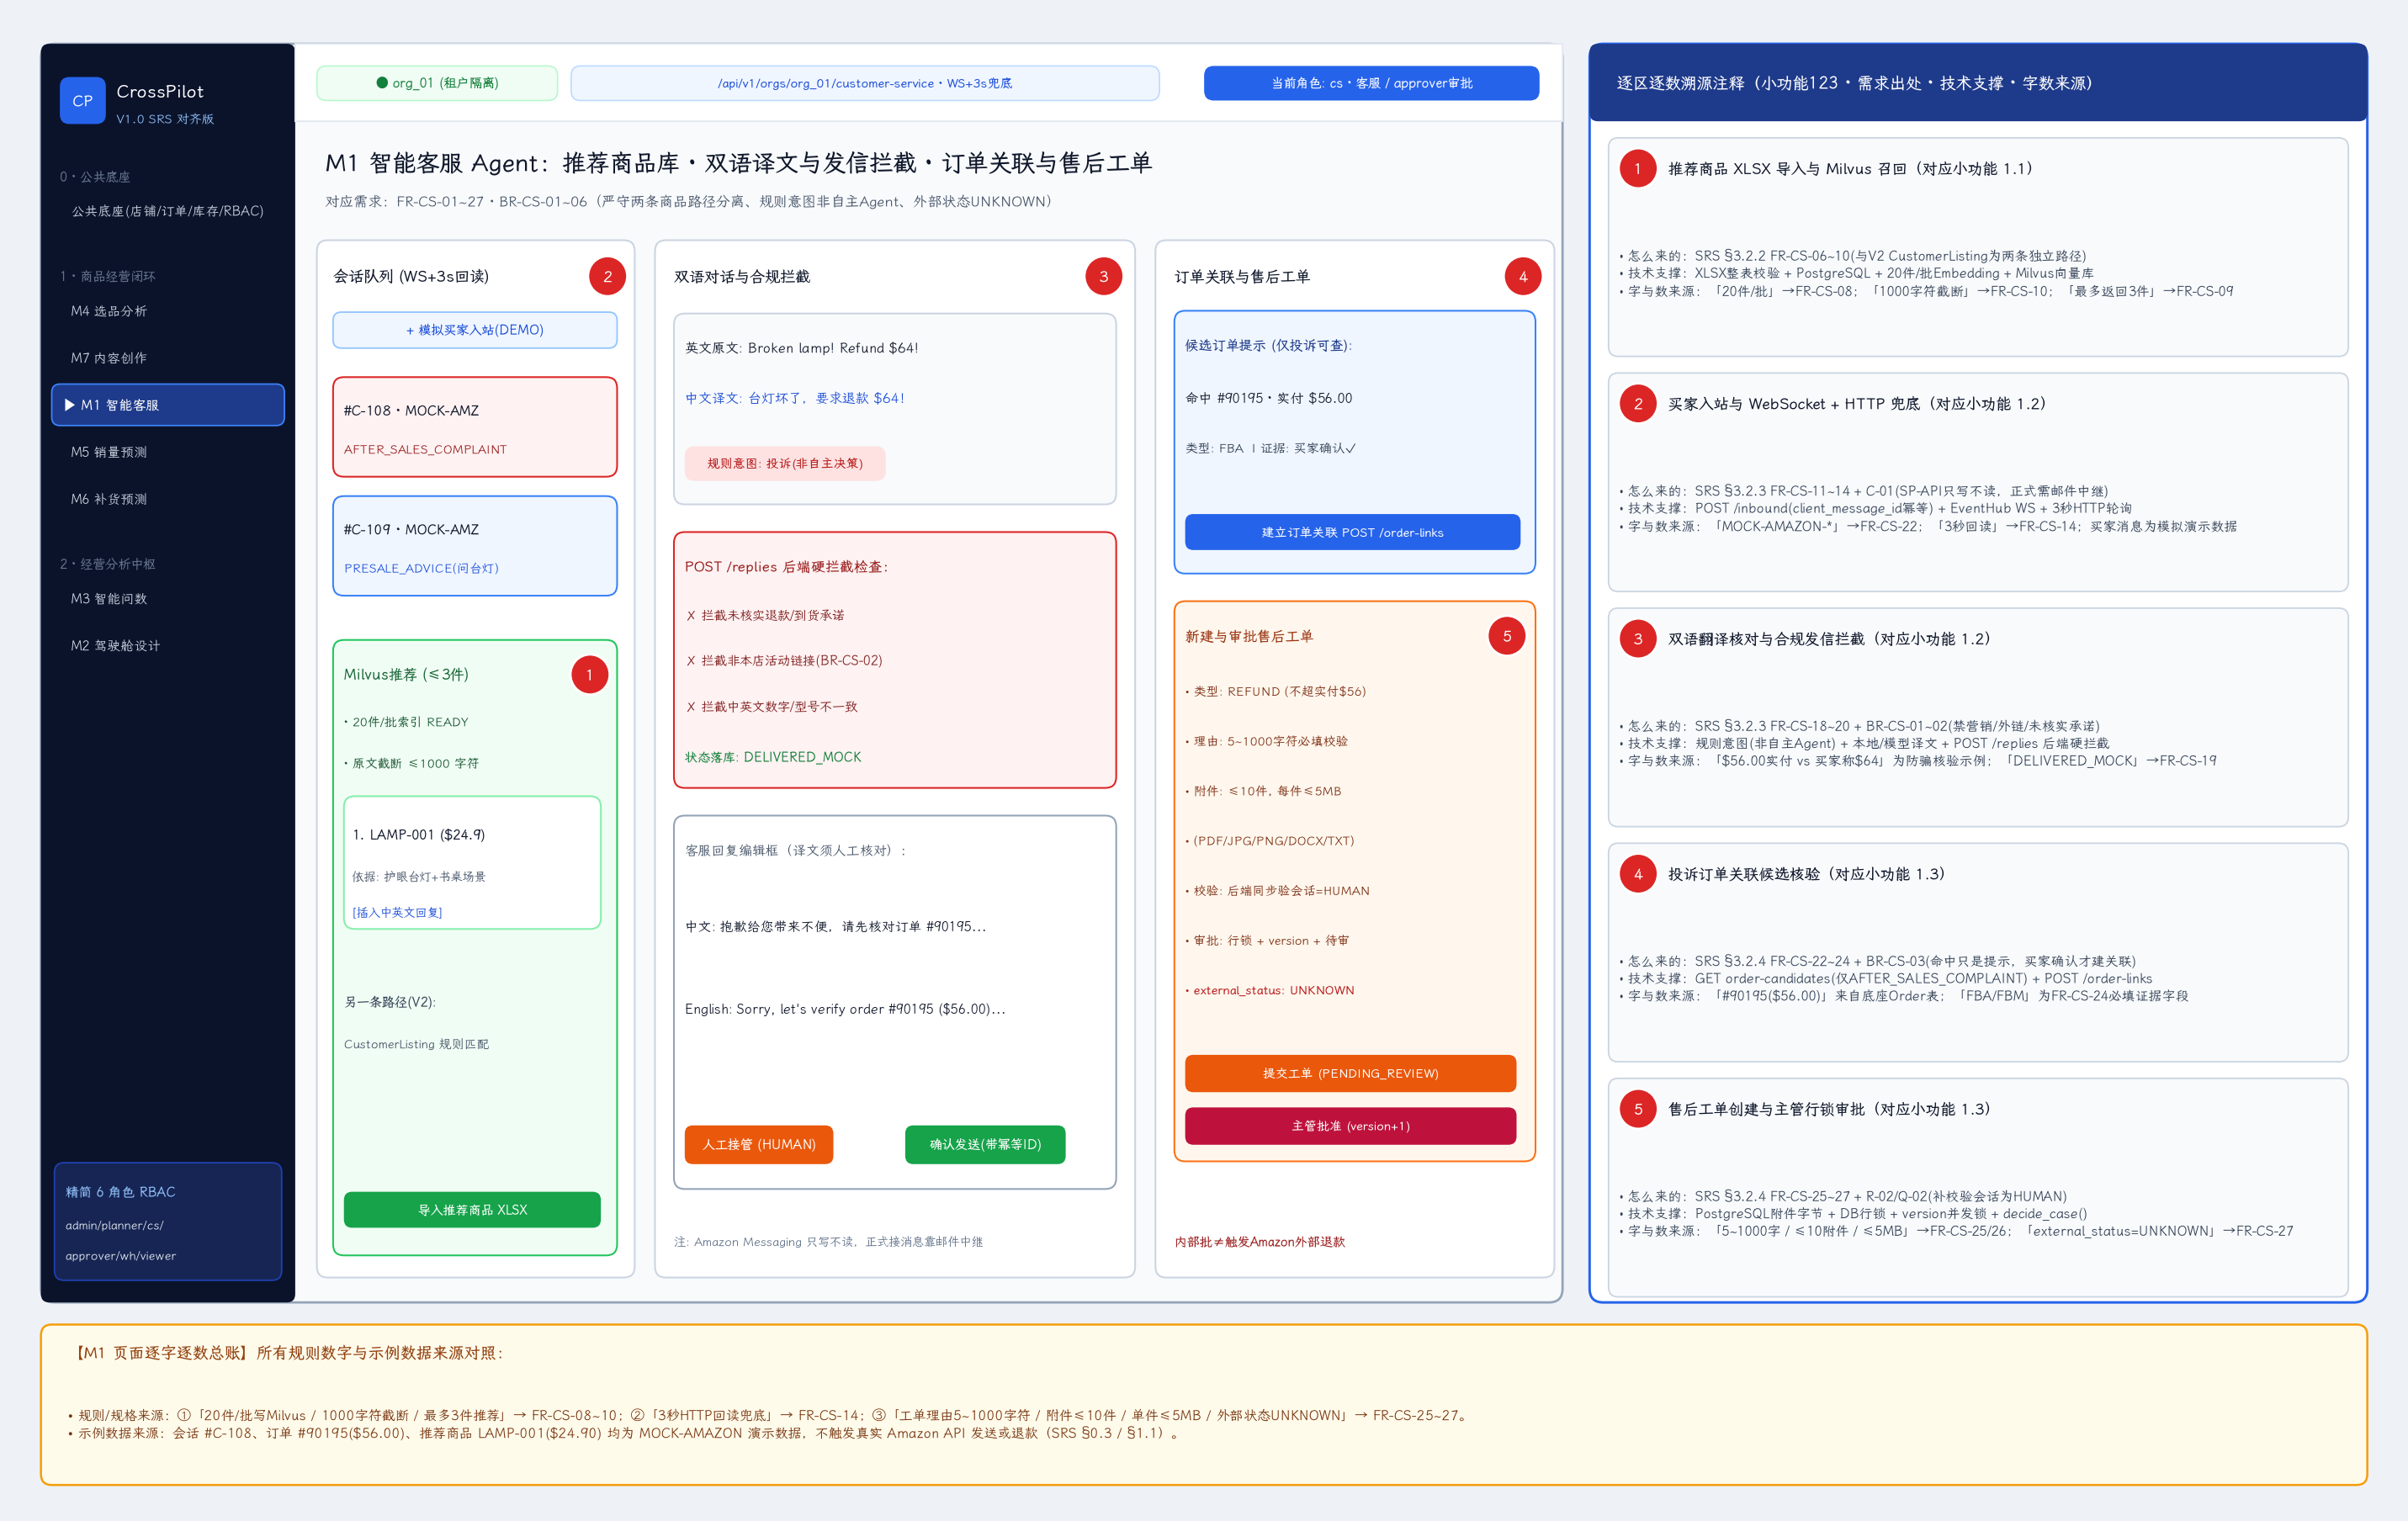 CP
CrossPilot
V1.0 SRS 对齐版
0・公共底座
公共底座(店铺/订单/库存/RBAC)
1・商品经营闭环
M4 选品分析
M7 内容创作
▶ M1 智能客服
M5 销量预测
M6 补货预测
2・经营分析中枢
M3 智能问数
M2 驾驶舱设计
精简 6 角色 RBAC
admin/planner/cs/
approver/wh/viewer
● org_01 (租户隔离)
/api/v1/orgs/org_01/customer-service・WS+3s兜底
当前角色: cs・客服 / approver审批
M1 智能客服 Agent：推荐商品库・双语译文与发信拦截・订单关联与售后工单
对应需求：FR-CS-01~27・BR-CS-01~06（严守两条商品路径分离、规则意图非自主Agent、外部状态UNKNOWN）
会话队列 (WS+3s回读)
2
+ 模拟买家入站(DEMO)
#C-108・MOCK-AMZ
AFTER_SALES_COMPLAINT
#C-109・MOCK-AMZ
PRESALE_ADVICE(问台灯)
Milvus推荐 (≤3件)
1
• 20件/批索引 READY
• 原文截断 ≤1000 字符
1. LAMP-001 ($24.9)
依据: 护眼台灯+书桌场景
[插入中英文回复]
另一条路径(V2):
CustomerListing 规则匹配
导入推荐商品 XLSX
双语对话与合规拦截
3
英文原文: Broken lamp! Refund $64!
中文译文: 台灯坏了，要求退款 $64!
规则意图: 投诉(非自主决策)
POST /replies 后端硬拦截检查:
✗ 拦截未核实退款/到货承诺
✗ 拦截非本店活动链接(BR-CS-02)
✗ 拦截中英文数字/型号不一致
状态落库: DELIVERED_MOCK
客服回复编辑框（译文须人工核对）:
中文: 抱歉给您带来不便，请先核对订单 #90195...
English: Sorry, let's verify order #90195 ($56.00)...
人工接管 (HUMAN)
确认发送(带幂等ID)
注: Amazon Messaging 只写不读，正式接消息靠邮件中继
订单关联与售后工单
4
候选订单提示 (仅投诉可查):
命中 #90195・实付 $56.00
类型: FBA | 证据: 买家确认✓
建立订单关联 POST /order-links
新建与审批售后工单
5
• 类型: REFUND (不超实付$56)
• 理由: 5~1000字符必填校验
• 附件: ≤10件, 每件≤5MB
• (PDF/JPG/PNG/DOCX/TXT)
• 校验: 后端同步验会话=HUMAN
• 审批: 行锁 + version + 待审
• external_status: UNKNOWN
提交工单 (PENDING_REVIEW)
主管批准 (version+1)
内部批≠触发Amazon外部退款
逐区逐数溯源注释（小功能123・需求出处・技术支撑・字数来源）
1
推荐商品 XLSX 导入与 Milvus 召回（对应小功能 1.1）
• 怎么来的：SRS §3.2.2 FR-CS-06~10(与V2 CustomerListing为两条独立路径)
• 技术支撑：XLSX整表校验 + PostgreSQL + 20件/批Embedding + Milvus向量库
• 字与数来源：「20件/批」→FR-CS-08；「1000字符截断」→FR-CS-10；「最多返回3件」→FR-CS-09
2
买家入站与 WebSocket + HTTP 兜底（对应小功能 1.2）
• 怎么来的：SRS §3.2.3 FR-CS-11~14 + C-01(SP-API只写不读，正式需邮件中继)
• 技术支撑：POST /inbound(client_message_id幂等) + EventHub WS + 3秒HTTP轮询
• 字与数来源：「MOCK-AMAZON-*」→FR-CS-22；「3秒回读」→FR-CS-14；买家消息为模拟演示数据
3
双语翻译核对与合规发信拦截（对应小功能 1.2）
• 怎么来的：SRS §3.2.3 FR-CS-18~20 + BR-CS-01~02(禁营销/外链/未核实承诺)
• 技术支撑：规则意图(非自主Agent) + 本地/模型译文 + POST /replies 后端硬拦截
• 字与数来源：「$56.00实付 vs 买家称$64」为防骗核验示例；「DELIVERED_MOCK」→FR-CS-19
4
投诉订单关联候选核验（对应小功能 1.3）
• 怎么来的：SRS §3.2.4 FR-CS-22~24 + BR-CS-03(命中只是提示，买家确认才建关联)
• 技术支撑：GET order-candidates(仅AFTER_SALES_COMPLAINT) + POST /order-links
• 字与数来源：「#90195($56.00)」来自底座Order表；「FBA/FBM」为FR-CS-24必填证据字段
5
售后工单创建与主管行锁审批（对应小功能 1.3）
• 怎么来的：SRS §3.2.4 FR-CS-25~27 + R-02/Q-02(补校验会话为HUMAN)
• 技术支撑：PostgreSQL附件字节 + DB行锁 + version并发锁 + decide_case()
• 字与数来源：「5~1000字 / ≤10附件 / ≤5MB」→FR-CS-25/26；「external_status=UNKNOWN」→FR-CS-27
【M1 页面逐字逐数总账】所有规则数字与示例数据来源对照：
• 规则/规格来源：①「20件/批写Milvus / 1000字符截断 / 最多3件推荐」→ FR-CS-08~10；②「3秒HTTP回读兜底」→ FR-CS-14；③「工单理由5~1000字符 / 附件≤10件 / 单件≤5MB / 外部状态UNKNOWN」→ FR-CS-25~27。
• 示例数据来源：会话 #C-108、订单 #90195($56.00)、推荐商品 LAMP-001($24.90) 均为 MOCK-AMAZON 演示数据，不触发真实 Amazon API 发送或退款（SRS §0.3 / §1.1）。